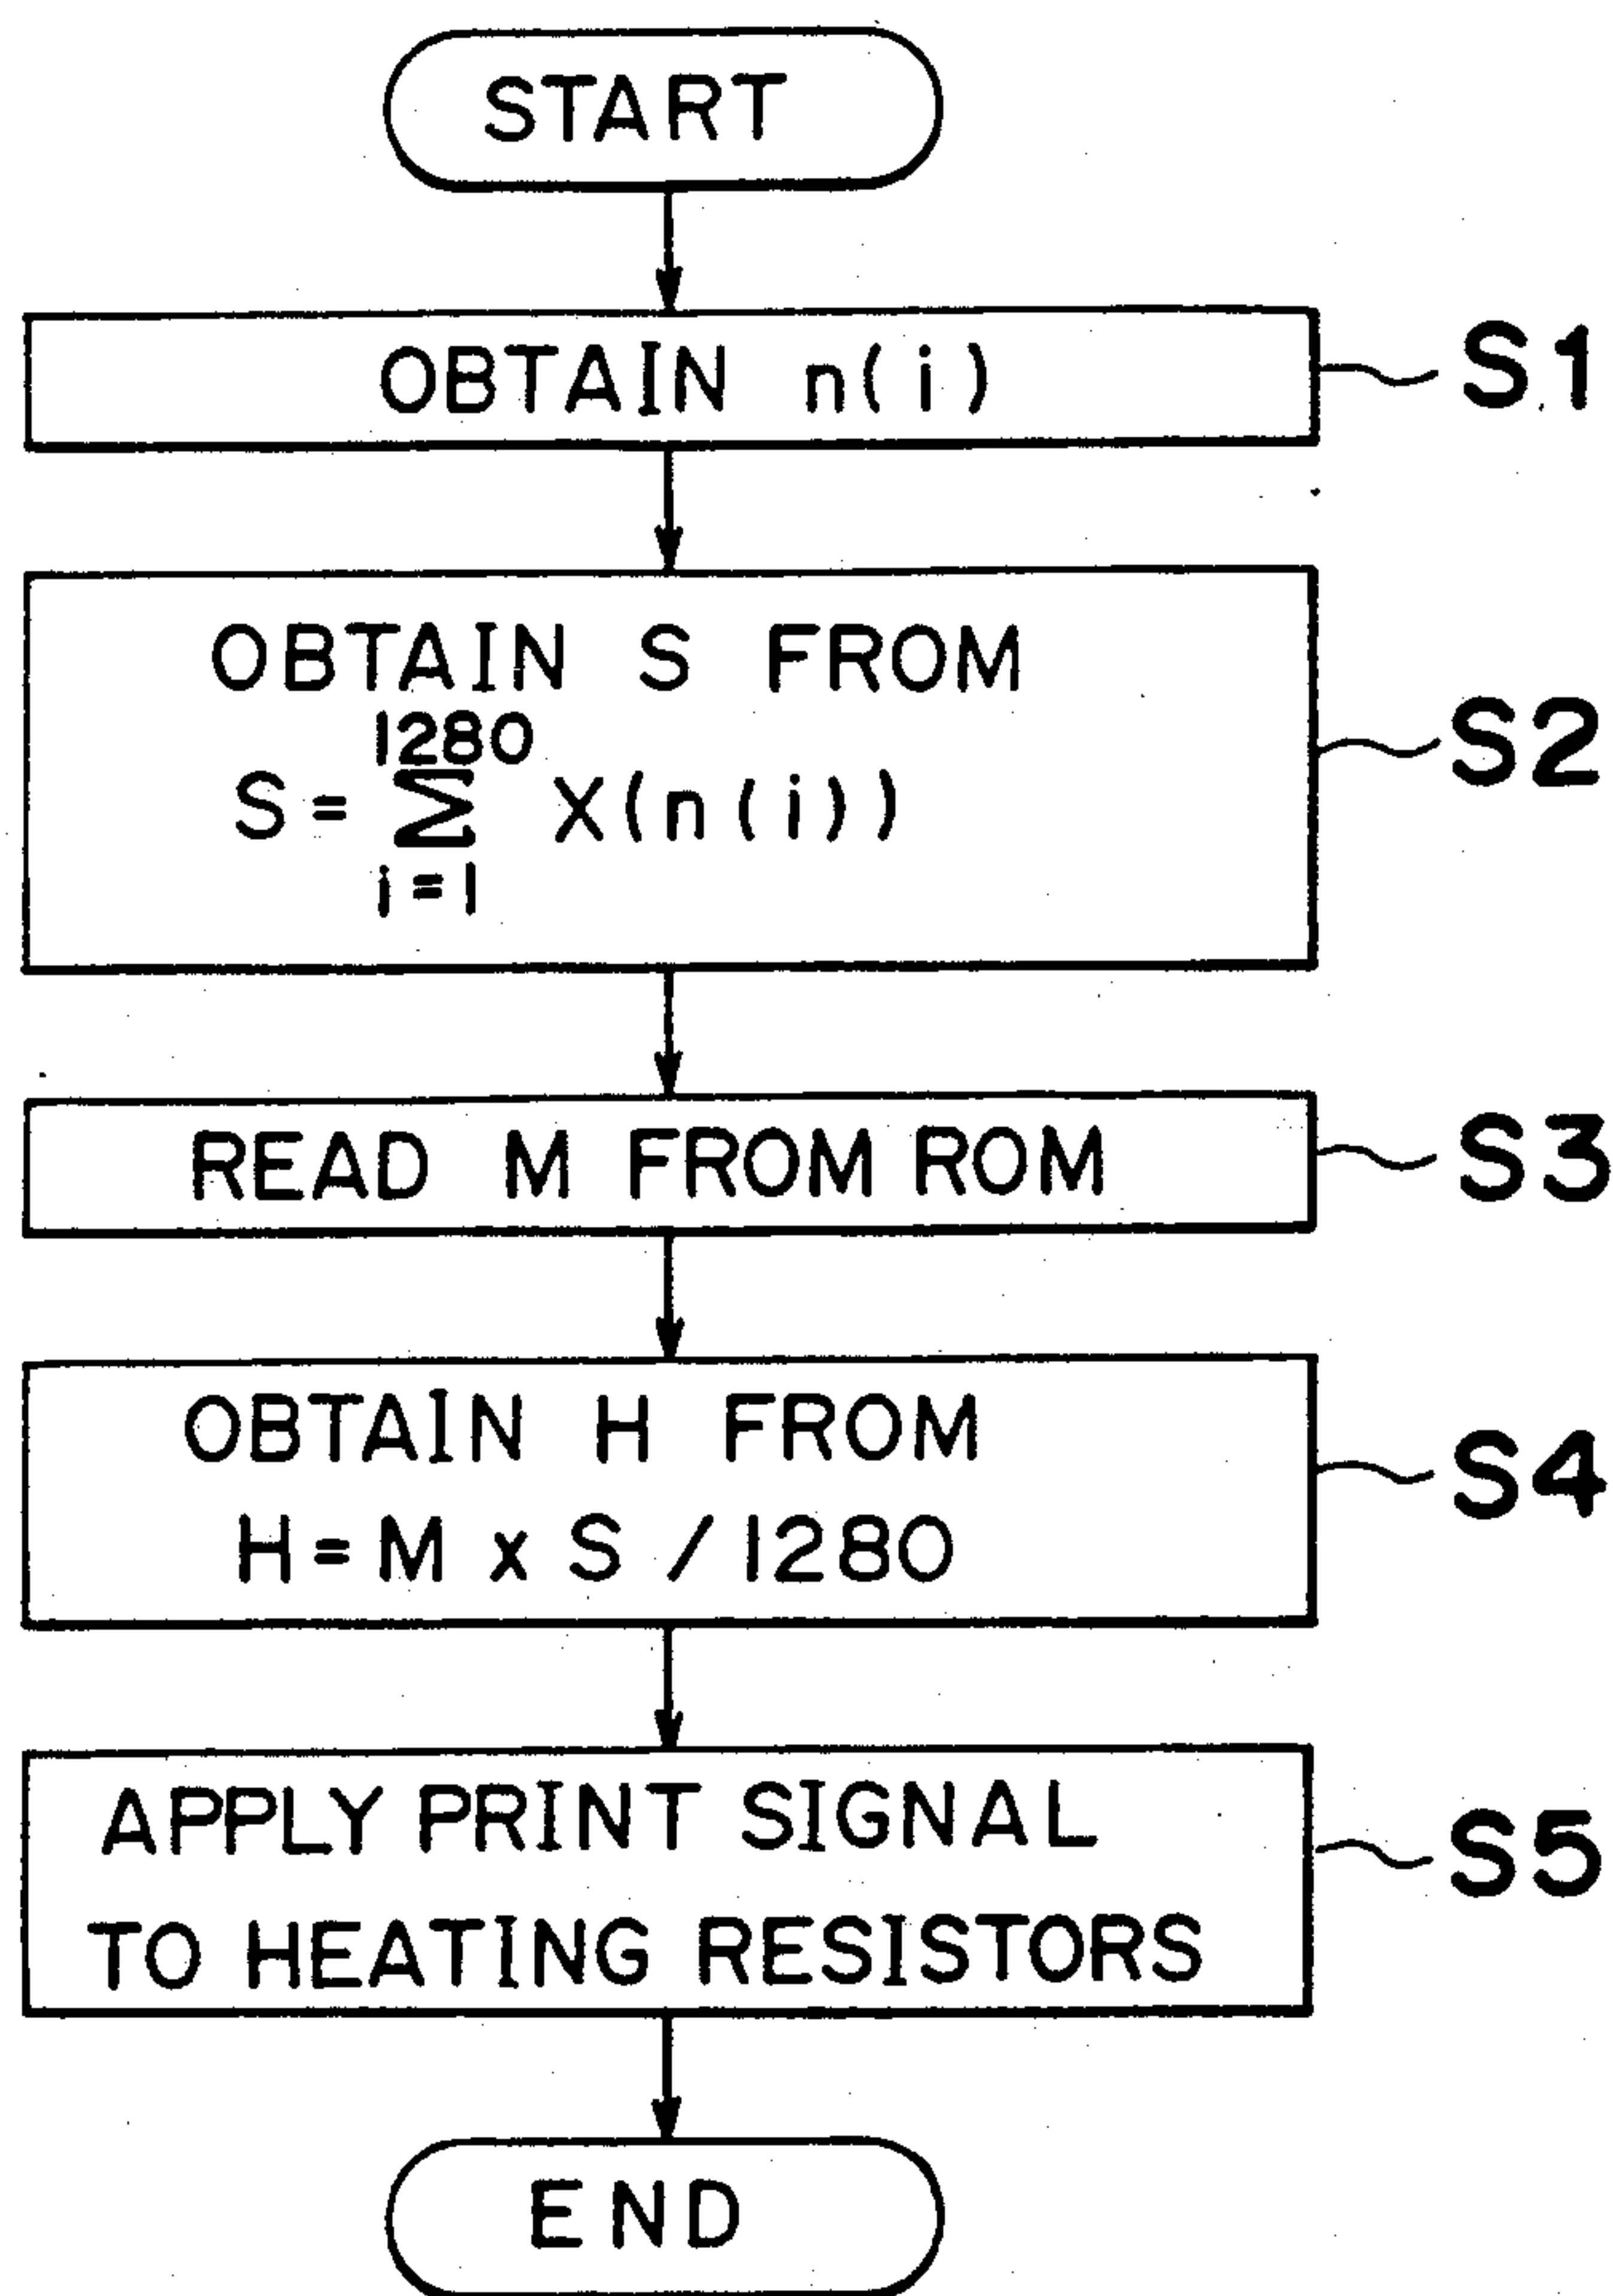 START
OBTAIN n(i)
S1
OBTAIN S FROM
1280
S = Σ X(n(i))
i=1
S2
READ M FROM ROM
S3
OBTAIN H FROM
H = M x S / 1280
S4
APPLY PRINT SIGNAL
TO HEATING RESISTORS
S5
END